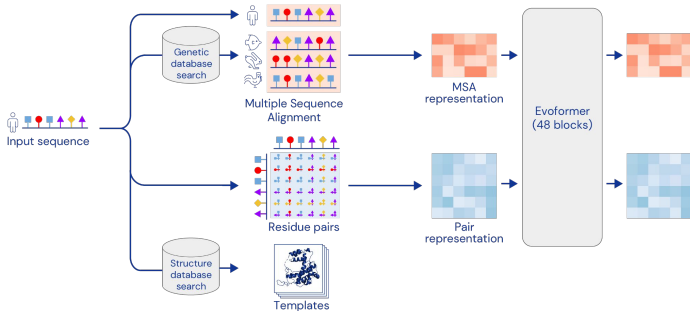 Genetic
database
search
Multiple Sequence
Alignment
MSA
representation
Evoformer
(48 blocks)
Input sequence
Residue pairs
Pair
representation
Structure
database
search
Templates